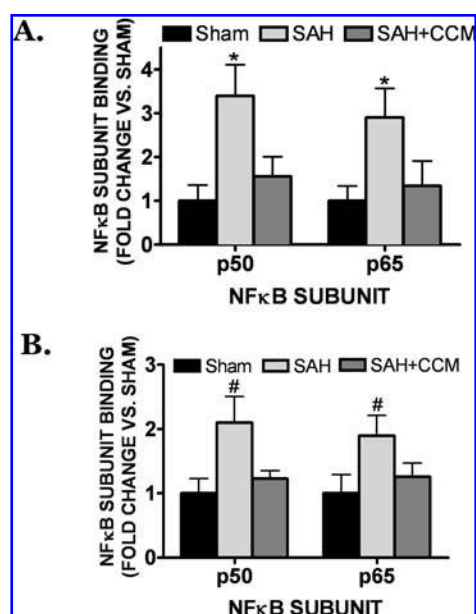 A.
Sham SAH SAH+CCM
NFκB SUBUNIT BINDING
(FOLD CHANGE VS. SHAM)
4
3
2
1
0
* *
p50 p65
NFκB SUBUNIT
B.
Sham SAH SAH+CCM
NFκB SUBUNIT BINDING
(FOLD CHANGE VS. SHAM)
3
2
1
0
# #
p50 p65
NFκB SUBUNIT